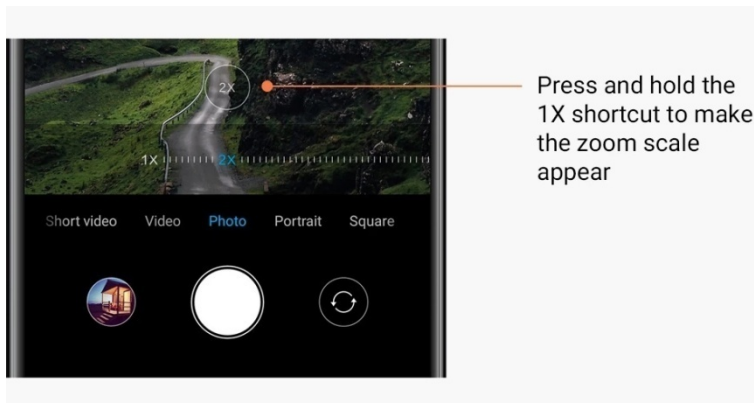 2X
Press and hold the
1X shortcut to make
the zoom scale
appear
1X 2X
Short video Video Photo Portrait Square